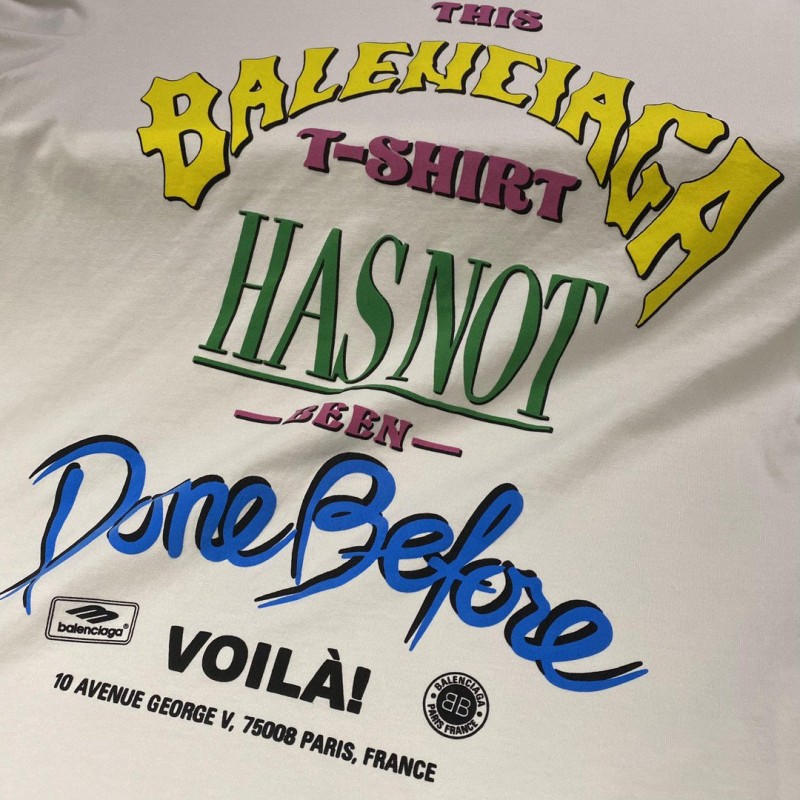 THIS
BALENCIAGA
T-SHIRT
HAS NOT
—BEEN—
Done Before
balenciaga®
VOILÀ!
10 AVENUE GEORGE V, 75008 PARIS, FRANCE
BALENCIAGA
BB
PARIS FRANCE